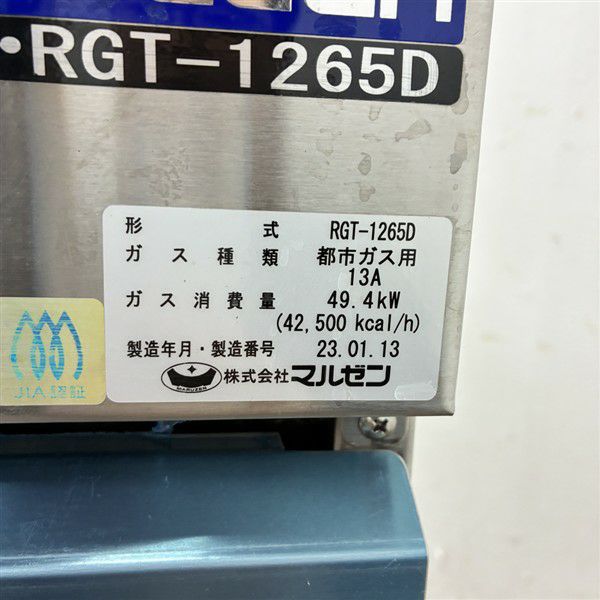 ・RGT-1265D
形式 RGT-1265D
ガス種類 都市ガス用
13A
ガス消費量 49.4kW
(42,500 kcal/h)
製造年月・製造番号 23.01.13
MARUZEN 株式会社マルゼン
JIA認証